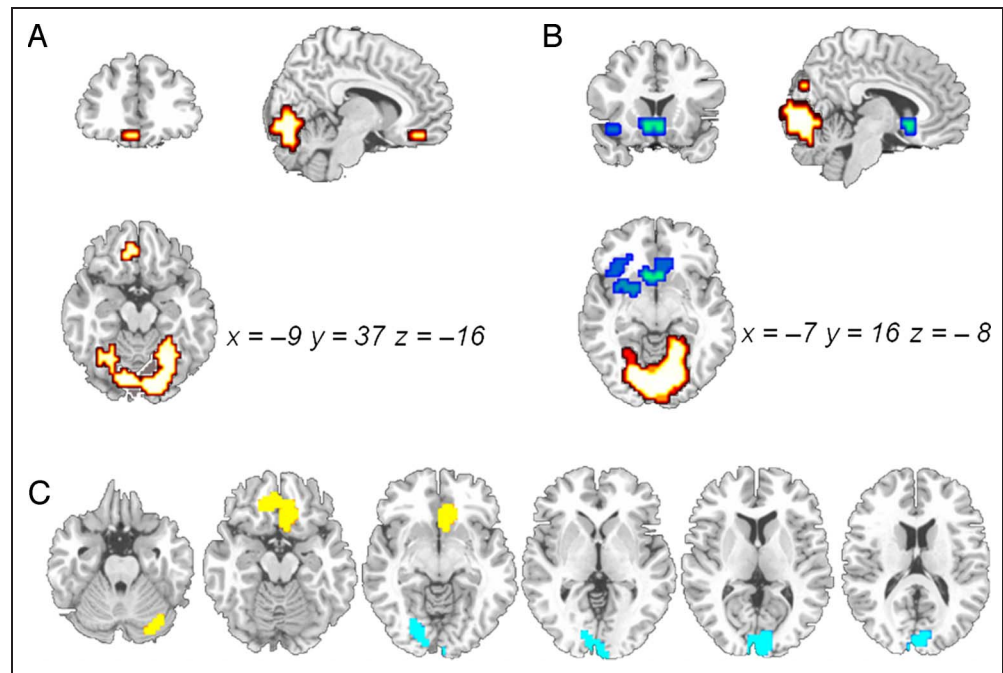 A
B
x = –9 y = 37 z = –16
x = –7 y = 16 z = – 8
C